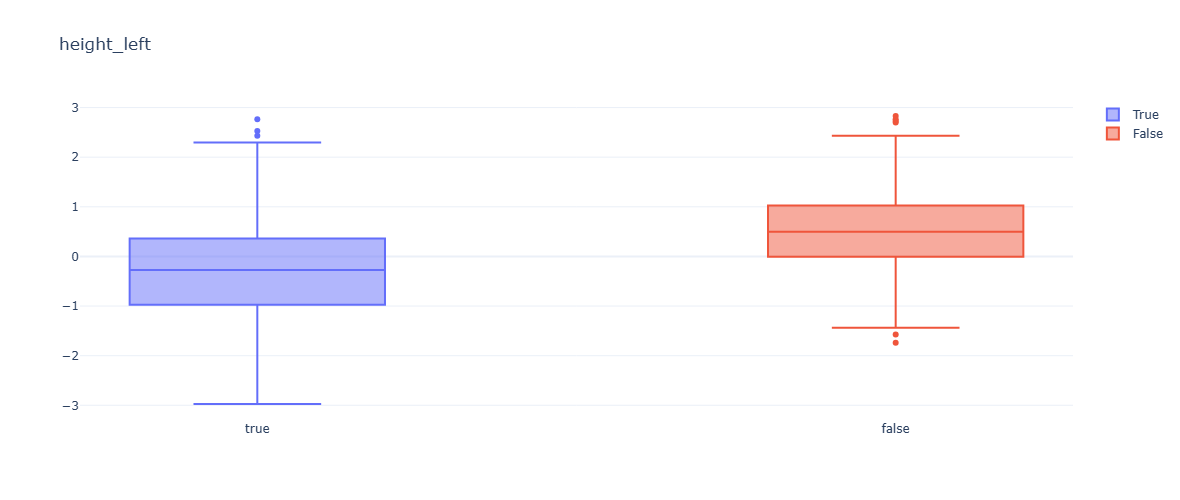 height_left
3
2
1
0
−1
−2
−3
true
false
True
False